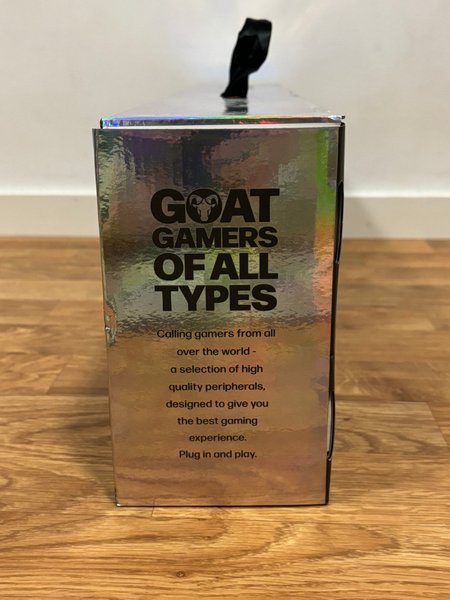 GOAT
GAMERS
OF ALL
TYPES
Calling gamers from all
over the world -
a selection of high
quality peripherals,
designed to give you
the best gaming
experience.
Plug in and play.